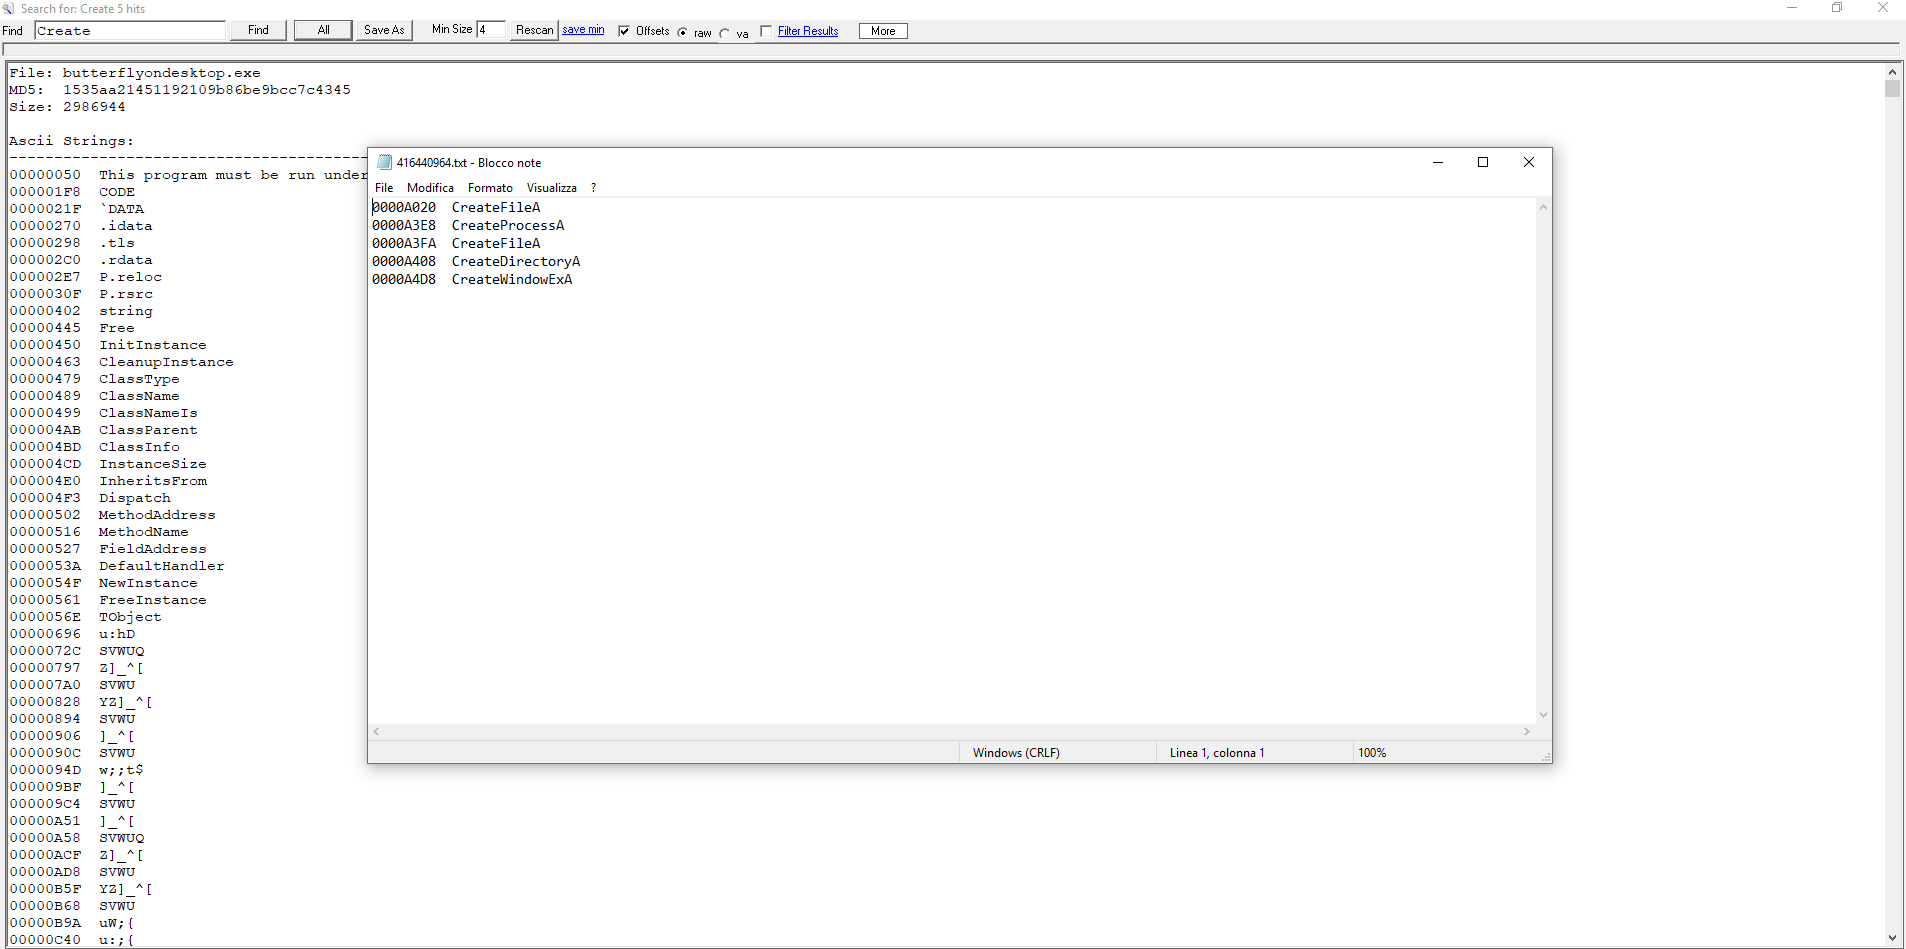 Search for: Create 5 hits
Find Create Find All Save As Min Size 4 Rescan save min Offsets raw va Filter Results More
File: butterflyondesktop.exe
MD5: 1535aa21451192109b86be9bcc7c4345
Size: 2986944
Ascii Strings:
---------------------------------------
00000050 This program must be run under
000001F8 CODE
0000021F `DATA
00000270 .idata
00000298 .tls
000002C0 .rdata
000002E7 P.reloc
0000030F P.rsrc
00000402 string
00000445 Free
00000450 InitInstance
00000463 CleanupInstance
00000479 ClassType
00000489 ClassName
00000499 ClassNameIs
000004AB ClassParent
000004BD ClassInfo
000004CD InstanceSize
000004E0 InheritsFrom
000004F3 Dispatch
00000502 MethodAddress
00000516 MethodName
00000527 FieldAddress
0000053A DefaultHandler
0000054F NewInstance
00000561 FreeInstance
0000056E TObject
00000696 u:hD
0000072C SVWUQ
00000797 Z]_^[
000007A0 SVWU
00000828 YZ]_^[
00000894 SVWU
00000906 ]_^[
0000090C SVWU
0000094D w;;t$
000009BF ]_^[
000009C4 SVWU
00000A51 ]_^[
00000A58 SVWUQ
00000ACF Z]_^[
00000AD8 SVWU
00000B5F YZ]_^[
00000B68 SVWU
00000B9A uW;{
00000C40 u:;{
416440964.txt - Blocco note
File Modifica Formato Visualizza ?
0000A020 CreateFileA
0000A3E8 CreateProcessA
0000A3FA CreateFileA
0000A408 CreateDirectoryA
0000A4D8 CreateWindowExA
Windows (CRLF) Linea 1, colonna 1 100%